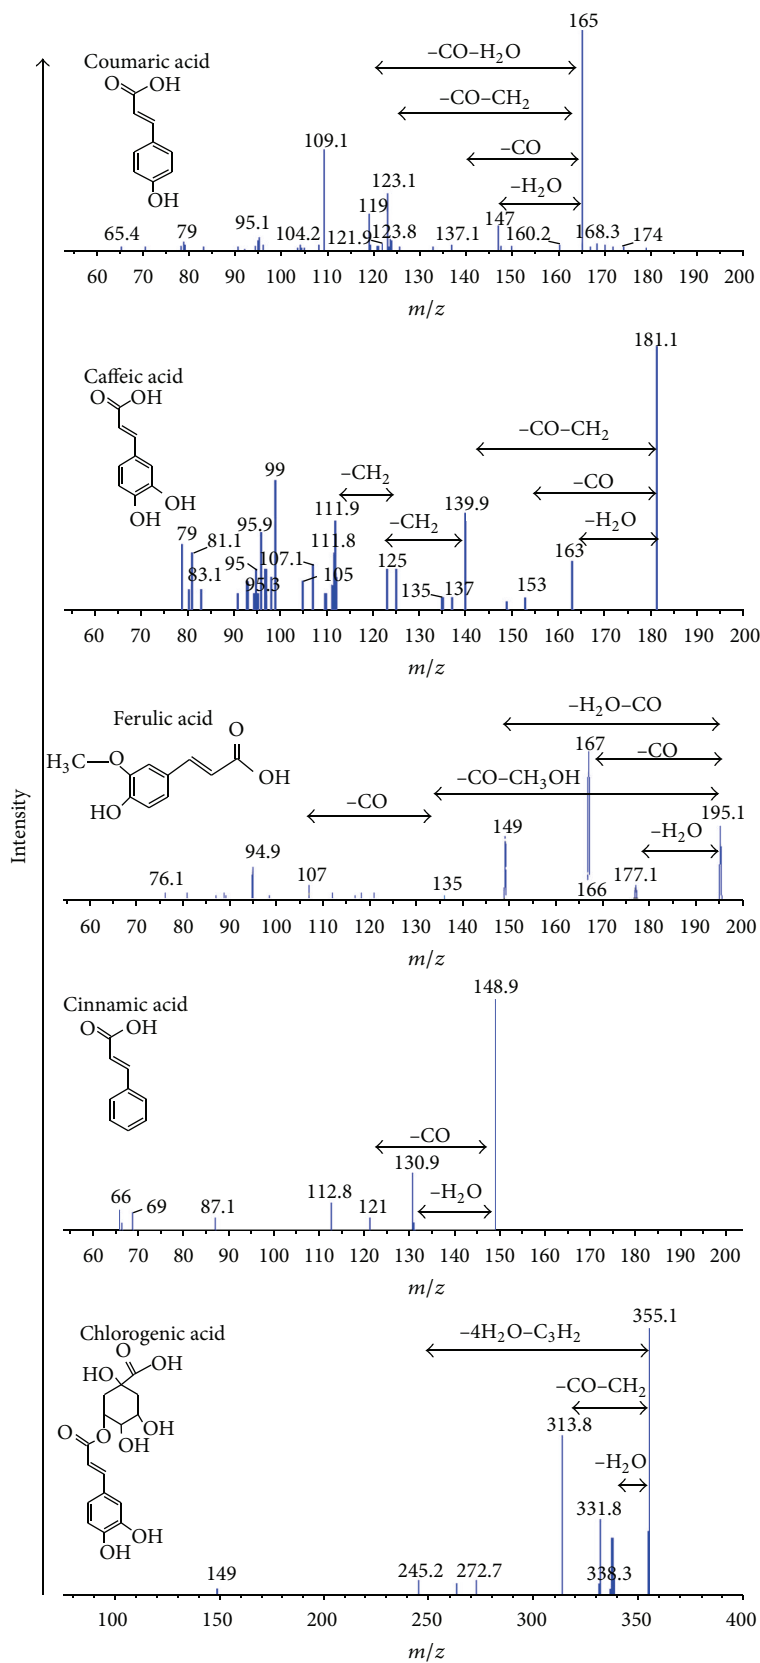 Intensity
Coumaric acid
O
OH
OH
165
–CO–H2O
–CO–CH2
–CO
–H2O
109.1
123.1
119
147
65.4
79
95.1
104.2
121.9
123.8
137.1
160.2
168.3
174
60 70 80 90 100 110 120 130 140 150 160 170 180 190 200
m/z
Caffeic acid
O
OH
OH
OH
181.1
–CO–CH2
–CO
–H2O
–CH2
–CH2
99
111.9
139.9
79
81.1
95.9
111.8
107.1
95
83.1
95.3
105
125
135
137
153
163
60 70 80 90 100 110 120 130 140 150 160 170 180 190 200
m/z
Ferulic acid
H3C
O
O
OH
HO
–H2O–CO
167
–CO
–CO–CH3OH
–CO
195.1
–H2O
149
94.9
76.1
107
135
166
177.1
60 70 80 90 100 110 120 130 140 150 160 170 180 190 200
m/z
Cinnamic acid
O
OH
148.9
–CO
130.9
–H2O
66
69
87.1
112.8
121
60 70 80 90 100 110 120 130 140 150 160 170 180 190 200
m/z
Chlorogenic acid
O
OH
HO
OH
OH
O
O
OH
OH
355.1
–4H2O–C3H2
–CO–CH2
313.8
–H2O
331.8
338.3
149
245.2
272.7
100 150 200 250 300 350 400
m/z